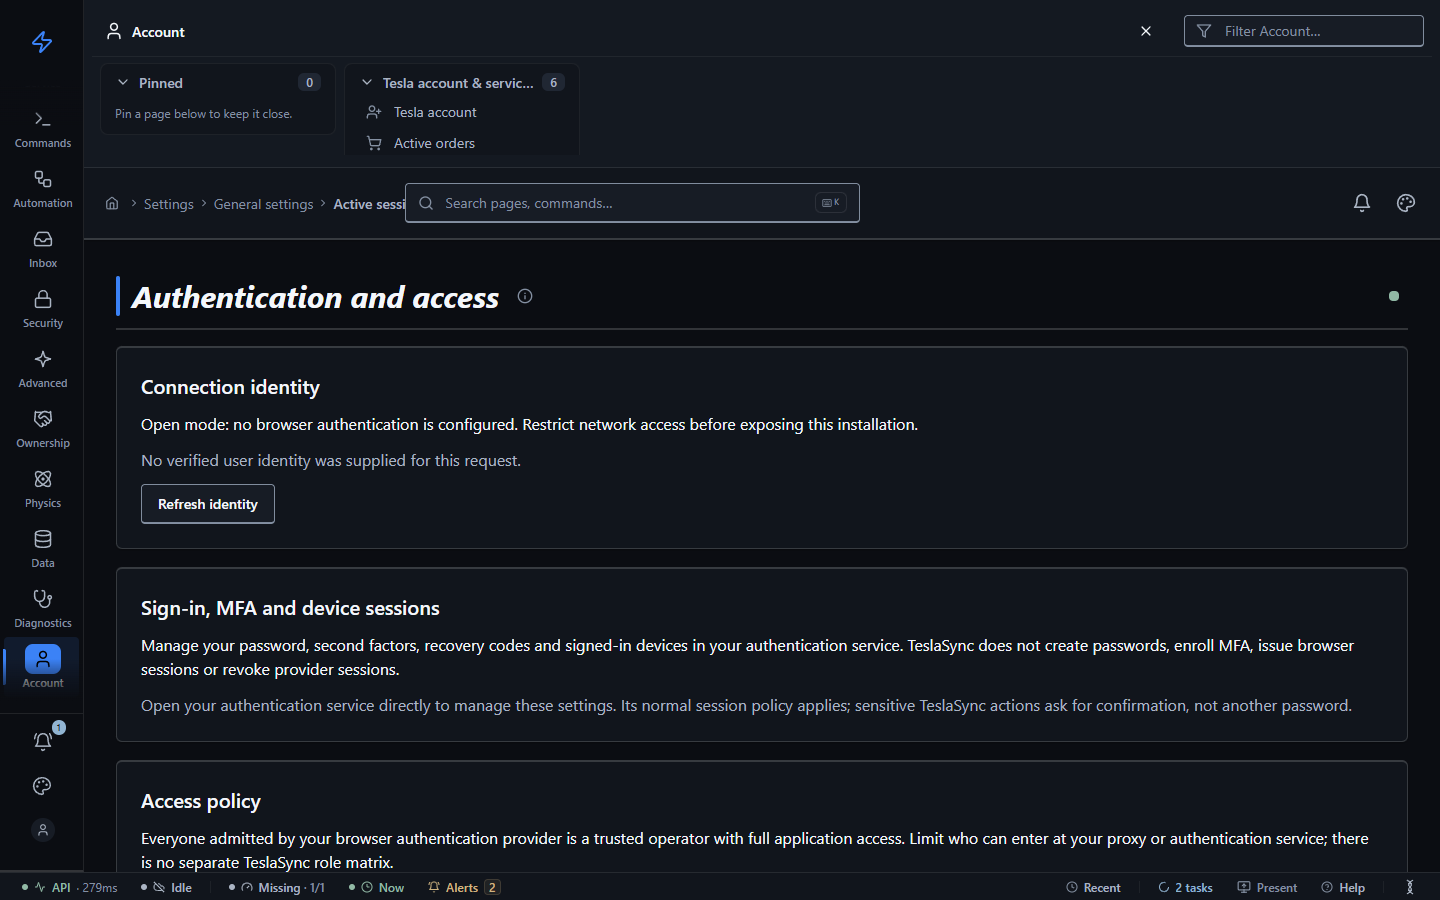 Account
Filter Account...
Pinned
0
Pin a page below to keep it close.
Tesla account & servic...
6
Tesla account
Active orders
Commands
Automation
Inbox
Security
Advanced
Ownership
Physics
Data
Diagnostics
Account
1
Settings
General settings
Active sessi
Search pages, commands...
K
Authentication and access
Connection identity
Open mode: no browser authentication is configured. Restrict network access before exposing this installation.
No verified user identity was supplied for this request.
Refresh identity
Sign-in, MFA and device sessions
Manage your password, second factors, recovery codes and signed-in devices in your authentication service. TeslaSync does not create passwords, enroll MFA, issue browser
sessions or revoke provider sessions.
Open your authentication service directly to manage these settings. Its normal session policy applies; sensitive TeslaSync actions ask for confirmation, not another password.
Access policy
Everyone admitted by your browser authentication provider is a trusted operator with full application access. Limit who can enter at your proxy or authentication service; there
is no separate TeslaSync role matrix.
API · 279ms
Idle
Missing · 1/1
Now
Alerts 2
Recent
2 tasks
Present
Help